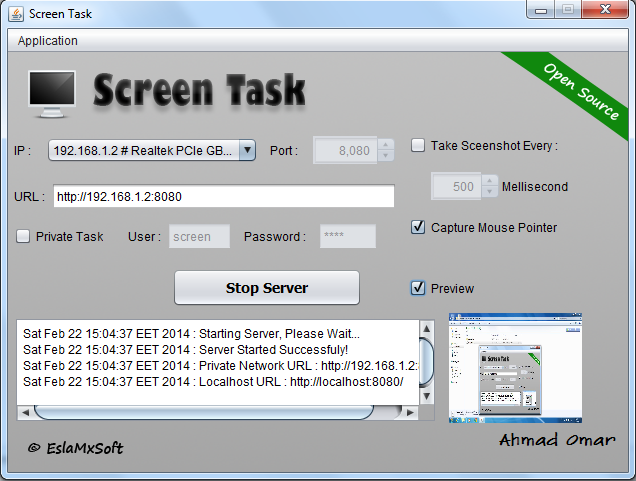 Screen Task
Application
Open Source
Screen Task
IP : 192.168.1.2 # Realtek PCIe GB... Port : 8,080 Take Sceenshot Every :
500 Mellisecond
URL : http://192.168.1.2:8080
Capture Mouse Pointer
Private Task User : screen Password : ****
Stop Server Preview
Sat Feb 22 15:04:37 EET 2014 : Starting Server, Please Wait...
Sat Feb 22 15:04:37 EET 2014 : Server Started Successfuly!
Sat Feb 22 15:04:37 EET 2014 : Private Network URL : http://192.168.1.2:
Sat Feb 22 15:04:37 EET 2014 : Localhost URL : http://localhost:8080/
Screen Task
© EslaMxSoft Ahmad Omar